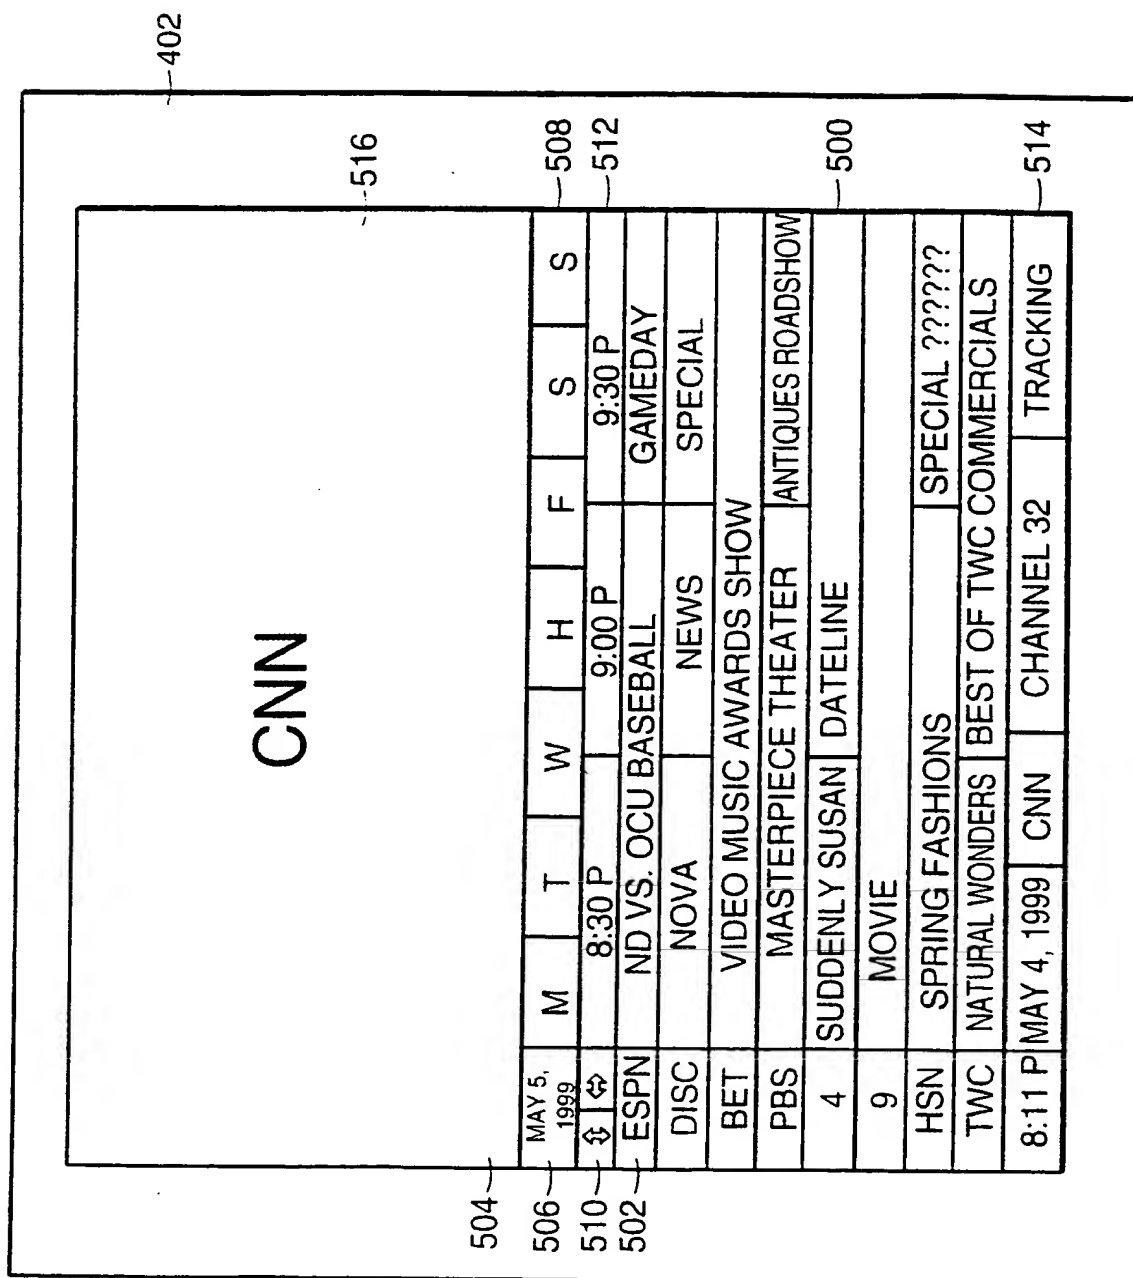 402
516
CNN
504
506
MAY 5, 1999 M T W H F S S
508
510
8:30 P 9:00 P 9:30 P
512
502
ESPN ND VS. OCU BASEBALL GAMEDAY
DISC NOVA NEWS SPECIAL
BET VIDEO MUSIC AWARDS SHOW
PBS MASTERPIECE THEATER ANTIQUES ROADSHOW
4 SUDDENLY SUSAN DATELINE
500
9 MOVIE
HSN SPRING FASHIONS SPECIAL ??????
TWC NATURAL WONDERS BEST OF TWC COMMERCIALS
8:11 P MAY 4, 1999 CNN CHANNEL 32 TRACKING
514